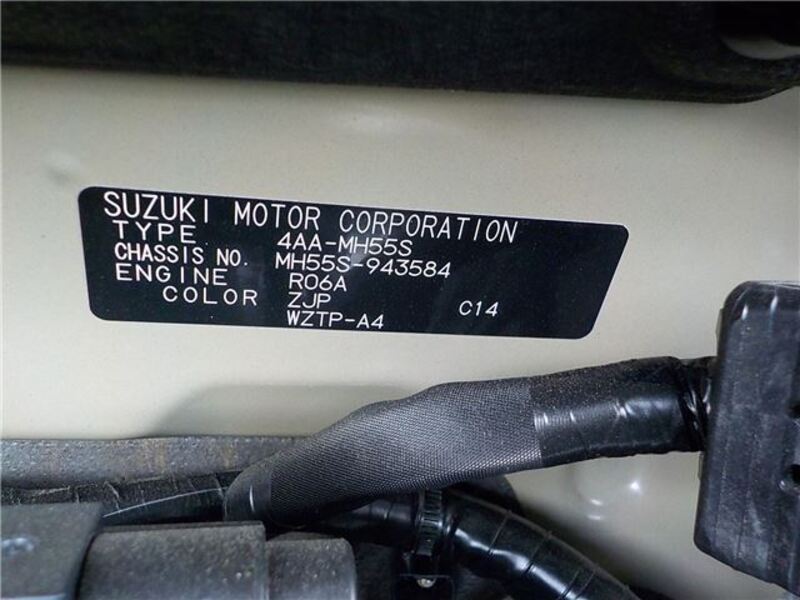 SUZUKI MOTOR CORPORATION
TYPE 4AA-MH55S
CHASSIS NO. MH55S-943584
ENGINE R06A
COLOR ZJP C14
WZTP-A4